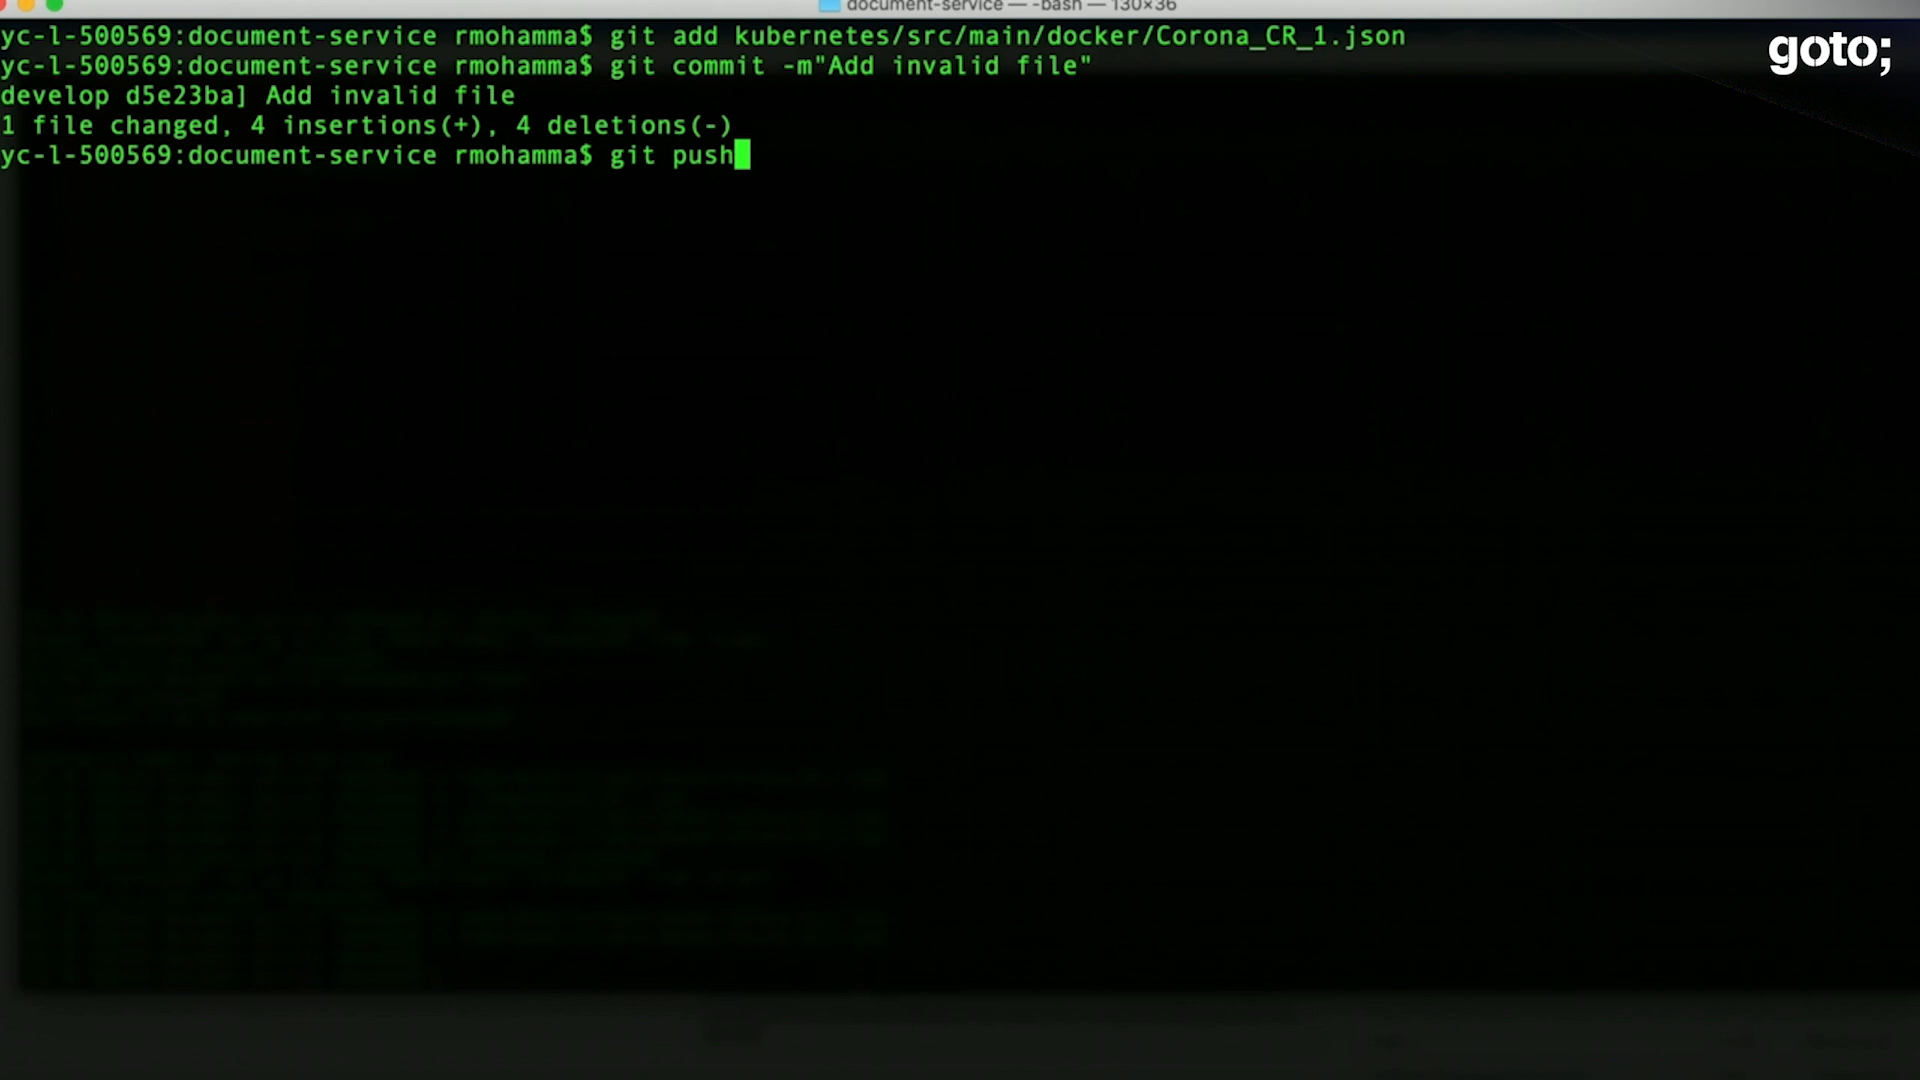 document-service — -bash — 130×36
goto;
yc-l-500569:document-service rmohamma$ git add kubernetes/src/main/docker/Corona_CR_1.json
yc-l-500569:document-service rmohamma$ git commit -m"Add invalid file"
develop d5e23ba] Add invalid file
1 file changed, 4 insertions(+), 4 deletions(-)
yc-l-500569:document-service rmohamma$ git push